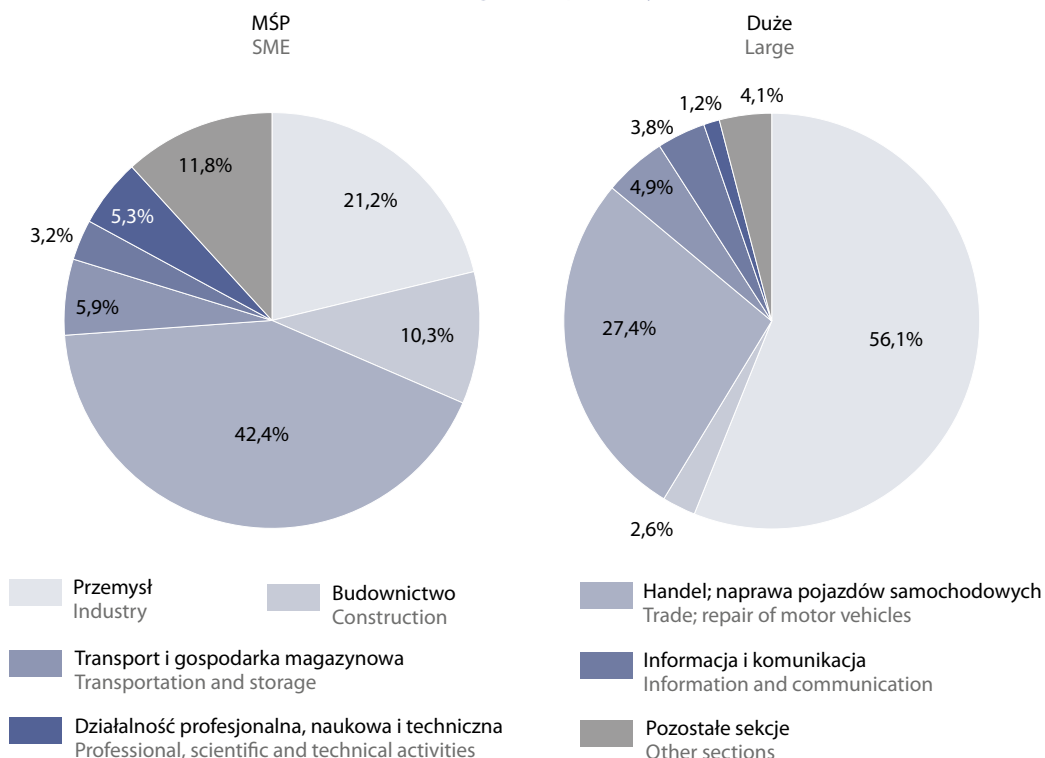 MŚP
SME
21,2%
10,3%
42,4%
5,9%
3,2%
5,3%
11,8%
Duże
Large
56,1%
2,6%
27,4%
4,9%
3,8%
1,2%
4,1%
Przemysł
Industry
Budownictwo
Construction
Handel; naprawa pojazdów samochodowych
Trade; repair of motor vehicles
Transport i gospodarka magazynowa
Transportation and storage
Informacja i komunikacja
Information and communication
Działalność profesjonalna, naukowa i techniczna
Professional, scientific and technical activities
Pozostałe sekcje
Other sections